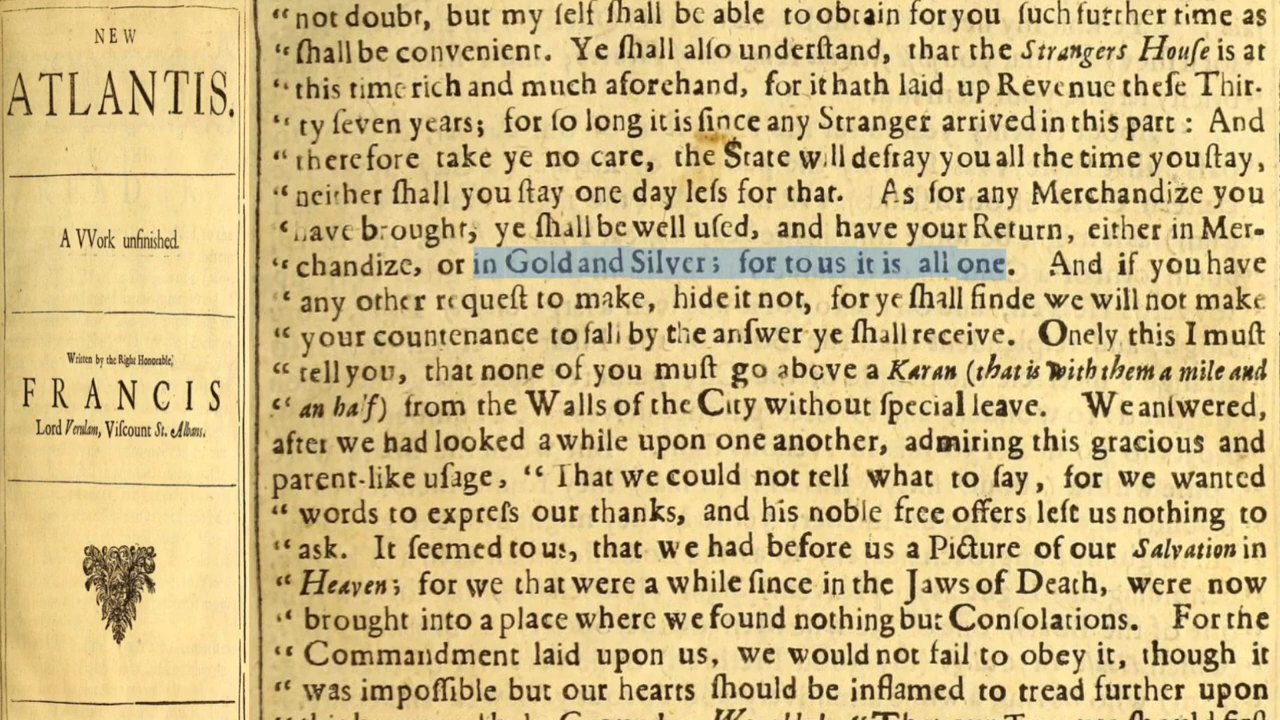 NEW
ATLANTIS.
A VVork unfinished.
Written by the Right Honorable,
FRANCIS
Lord Verulam, Viſcount St. Albans.
“ not doubt, but my ſelf ſhall be able to obtain for you ſuch further time as
“ ſhall be convenient. Ye ſhall alſo underſtand, that the Strangers Houſe is at
“ this time rich and much aforehand, for it hath laid up Revenue theſe Thir-
“ ty ſeven years; for ſo long it is ſince any Stranger arrived in this part : And
“ therefore take ye no care, the State will defray you all the time you ſtay,
“ neither ſhall you ſtay one day leſs for that. As for any Merchandize you
“ have brought, ye ſhall be well uſed, and have your Return, either in Mer-
“ chandize, or in Gold and Silver; for to us it is all one. And if you have
“ any other requeſt to make, hide it not, for ye ſhall finde we will not make
“ your countenance to fall by the anſwer ye ſhall receive. Onely this I muſt
“ tell you, that none of you muſt go above a Karan (that is with them a mile and
“ an half) from the Walls of the City without ſpecial leave. We anſwered,
after we had looked a while upon one another, admiring this gracious and
parent-like uſage, “ That we could not tell what to ſay, for we wanted
“ words to expreſs our thanks, and his noble free offers left us nothing to
“ ask. It ſeemed to us, that we had before us a Picture of our Salvation in
“ Heaven; for we that were a while ſince in the Jaws of Death, were now
“ brought into a place where we found nothing but Conſolations. For the
“ Commandment laid upon us, we would not fail to obey it, though it
“ was impoſſible but our hearts ſhould be inflamed to tread further upon